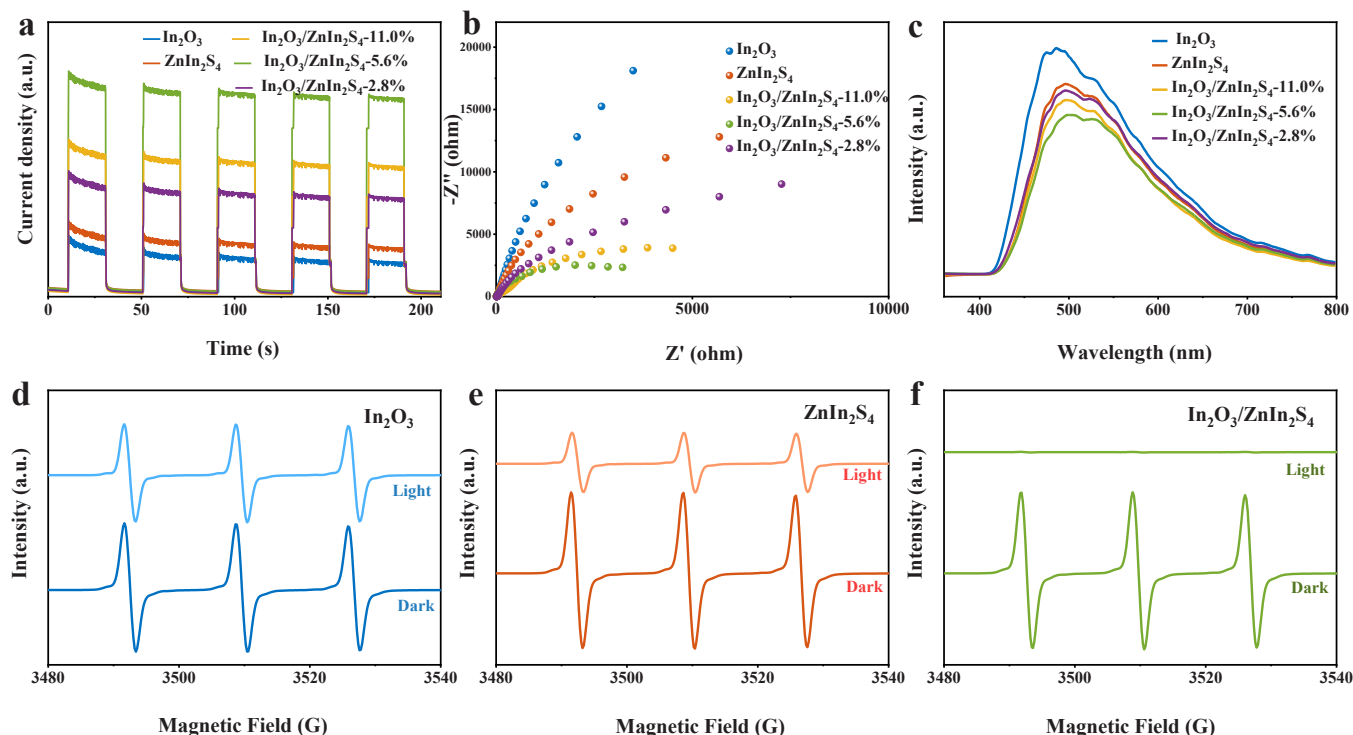 a
In₂O₃
In₂O₃/ZnIn₂S₄-11.0%
ZnIn₂S₄
In₂O₃/ZnIn₂S₄-5.6%
In₂O₃/ZnIn₂S₄-2.8%
Current density (a.u.)
0 50 100 150 200
Time (s)
b
20000
15000
10000
5000
0
-Z'' (ohm)
In₂O₃
ZnIn₂S₄
In₂O₃/ZnIn₂S₄-11.0%
In₂O₃/ZnIn₂S₄-5.6%
In₂O₃/ZnIn₂S₄-2.8%
0 5000 10000
Z' (ohm)
c
In₂O₃
ZnIn₂S₄
In₂O₃/ZnIn₂S₄-11.0%
In₂O₃/ZnIn₂S₄-5.6%
In₂O₃/ZnIn₂S₄-2.8%
Intensity (a.u.)
400 500 600 700 800
Wavelength (nm)
d
In₂O₃
Light
Dark
Intensity (a.u.)
3480 3500 3520 3540
Magnetic Field (G)
e
ZnIn₂S₄
Light
Dark
Intensity (a.u.)
3480 3500 3520 3540
Magnetic Field (G)
f
In₂O₃/ZnIn₂S₄
Light
Dark
Intensity (a.u.)
3480 3500 3520 3540
Magnetic Field (G)